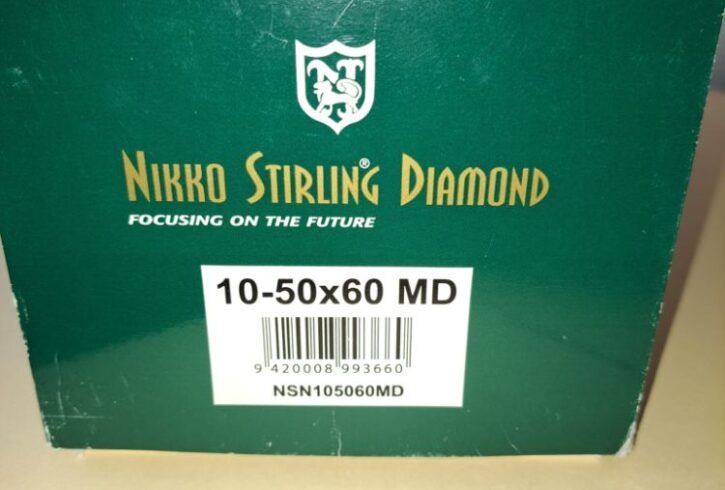 N
NIKKO STIRLING® DIAMOND
FOCUSING ON THE FUTURE
10-50x60 MD
9 420008 993660
NSN105060MD